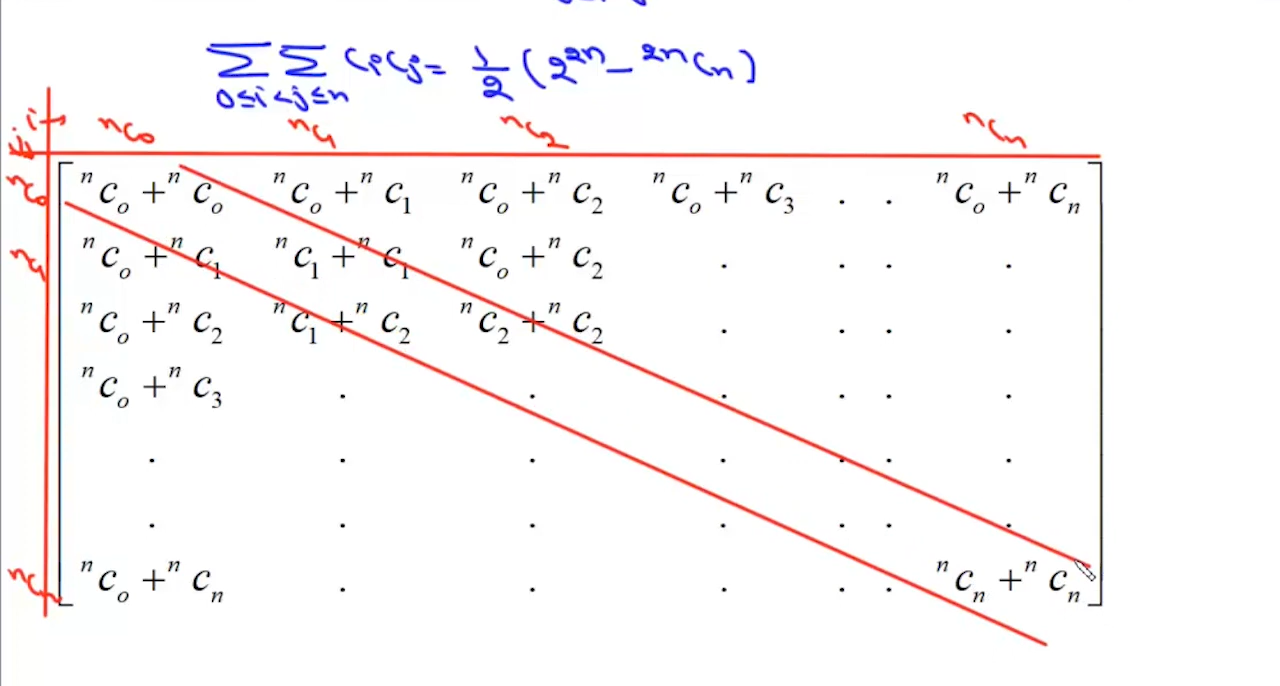 ∑∑ CᵢCⱼ = 1/2 (2²ⁿ − ²ⁿCₙ)
0≤i<j≤n
i→ ⁿC₀ ⁿC₁ ⁿC₂ ⁿCₙ
j↓
ⁿC₀ ⁿC₀ +ⁿC₀ ⁿC₀ +ⁿC₁ ⁿC₀ +ⁿC₂ ⁿC₀ +ⁿC₃ . . ⁿC₀ +ⁿCₙ
ⁿC₁ ⁿC₀ +ⁿC₁ ⁿC₁ +ⁿC₁ ⁿC₀ +ⁿC₂ . . . .
ⁿC₀ +ⁿC₂ ⁿC₁ +ⁿC₂ ⁿC₂ +ⁿC₂ . . . .
ⁿC₀ +ⁿC₃ . . . . . .
. . . . . . .
. . . . . . .
ⁿCₙ ⁿC₀ +ⁿCₙ . . . . . ⁿCₙ +ⁿCₙ